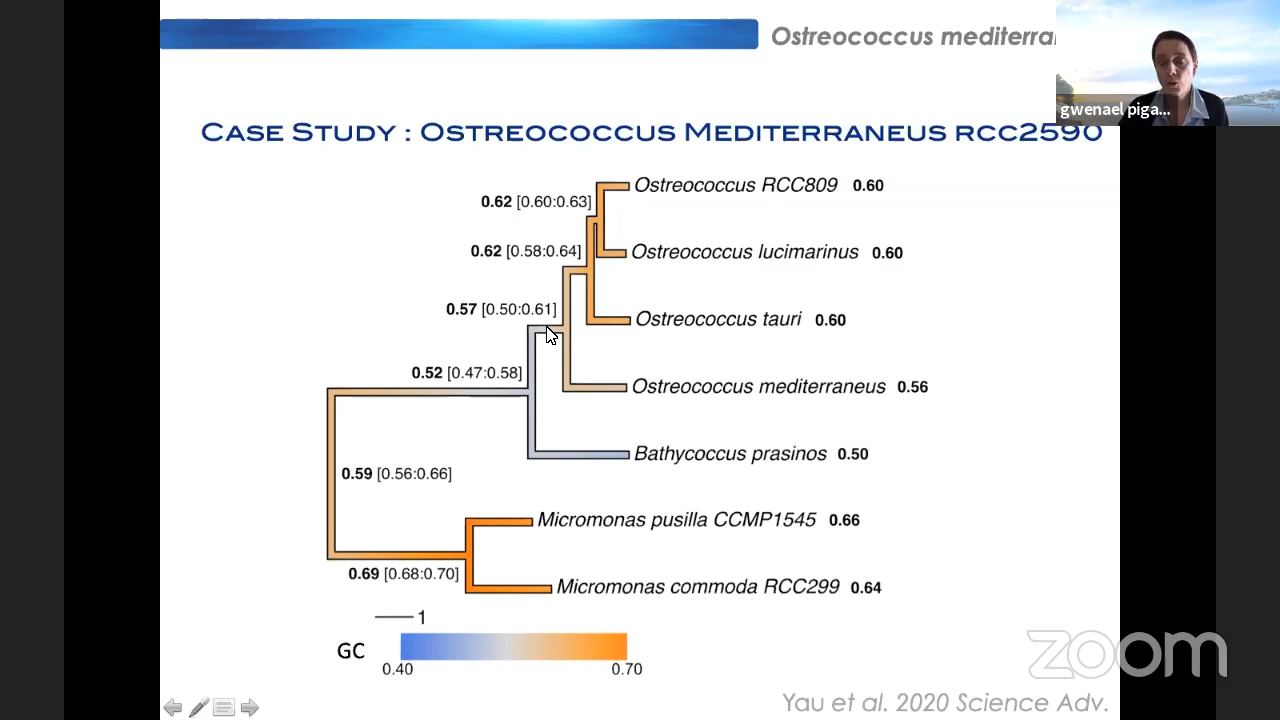 Ostreococcus mediterra
gwenael piga...
CASE STUDY : OSTREOCOCCUS MEDITERRANEUS RCC2590
Ostreococcus RCC809 0.60
0.62 [0.60:0.63]
0.62 [0.58:0.64]
Ostreococcus lucimarinus 0.60
0.57 [0.50:0.61]
Ostreococcus tauri 0.60
0.52 [0.47:0.58]
Ostreococcus mediterraneus 0.56
Bathycoccus prasinos 0.50
0.59 [0.56:0.66]
Micromonas pusilla CCMP1545 0.66
0.69 [0.68:0.70]
Micromonas commoda RCC299 0.64
1
GC
0.40 0.70
zoom
Yau et al. 2020 Science Adv.